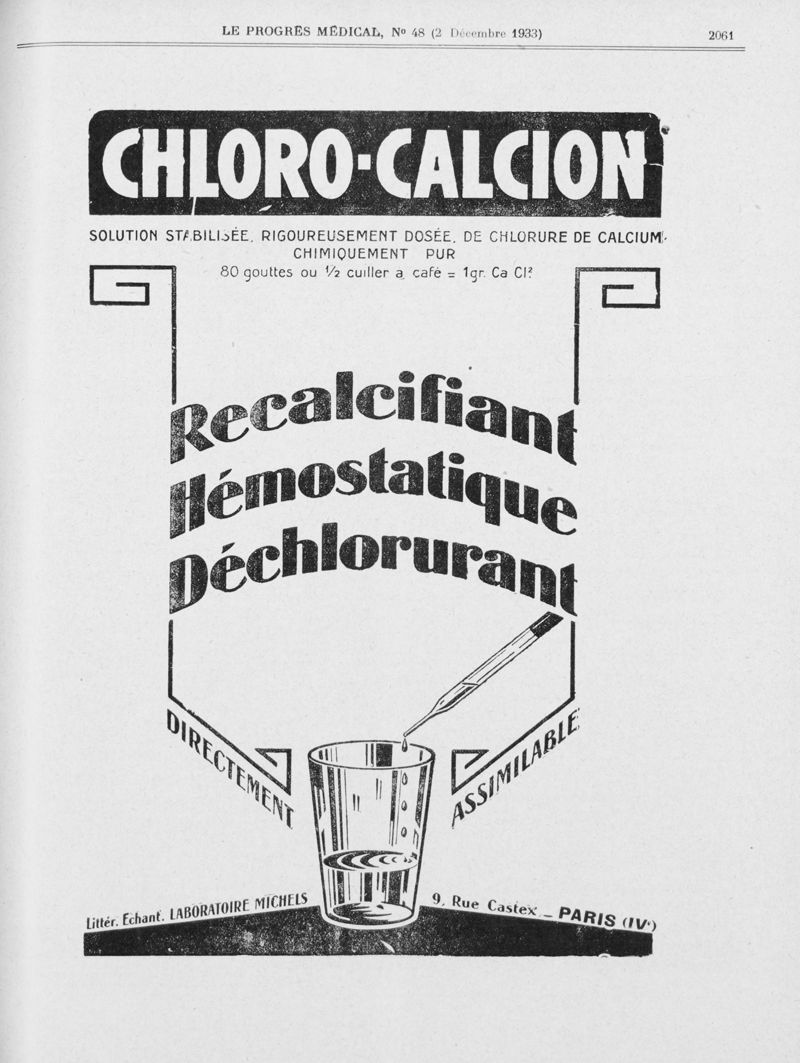 LE PROGRÈS MÉDICAL, Nº 48 (2 Décembre 1933)
2061
CHLORO-CALCION
SOLUTION STABILISÉE, RIGOUREUSEMENT DOSÉE, DE CHLORURE DE CALCIUM
CHIMIQUEMENT PUR
80 gouttes ou ½ cuiller a café = 1gr. Ca Cl²
Recalcifiant
Hémostatique
Déchlorurant
DIRECTEMENT ASSIMILABLE
Littér. Echant. LABORATOIRE MICHELS 9, Rue Castex _ PARIS (IVᵉ)